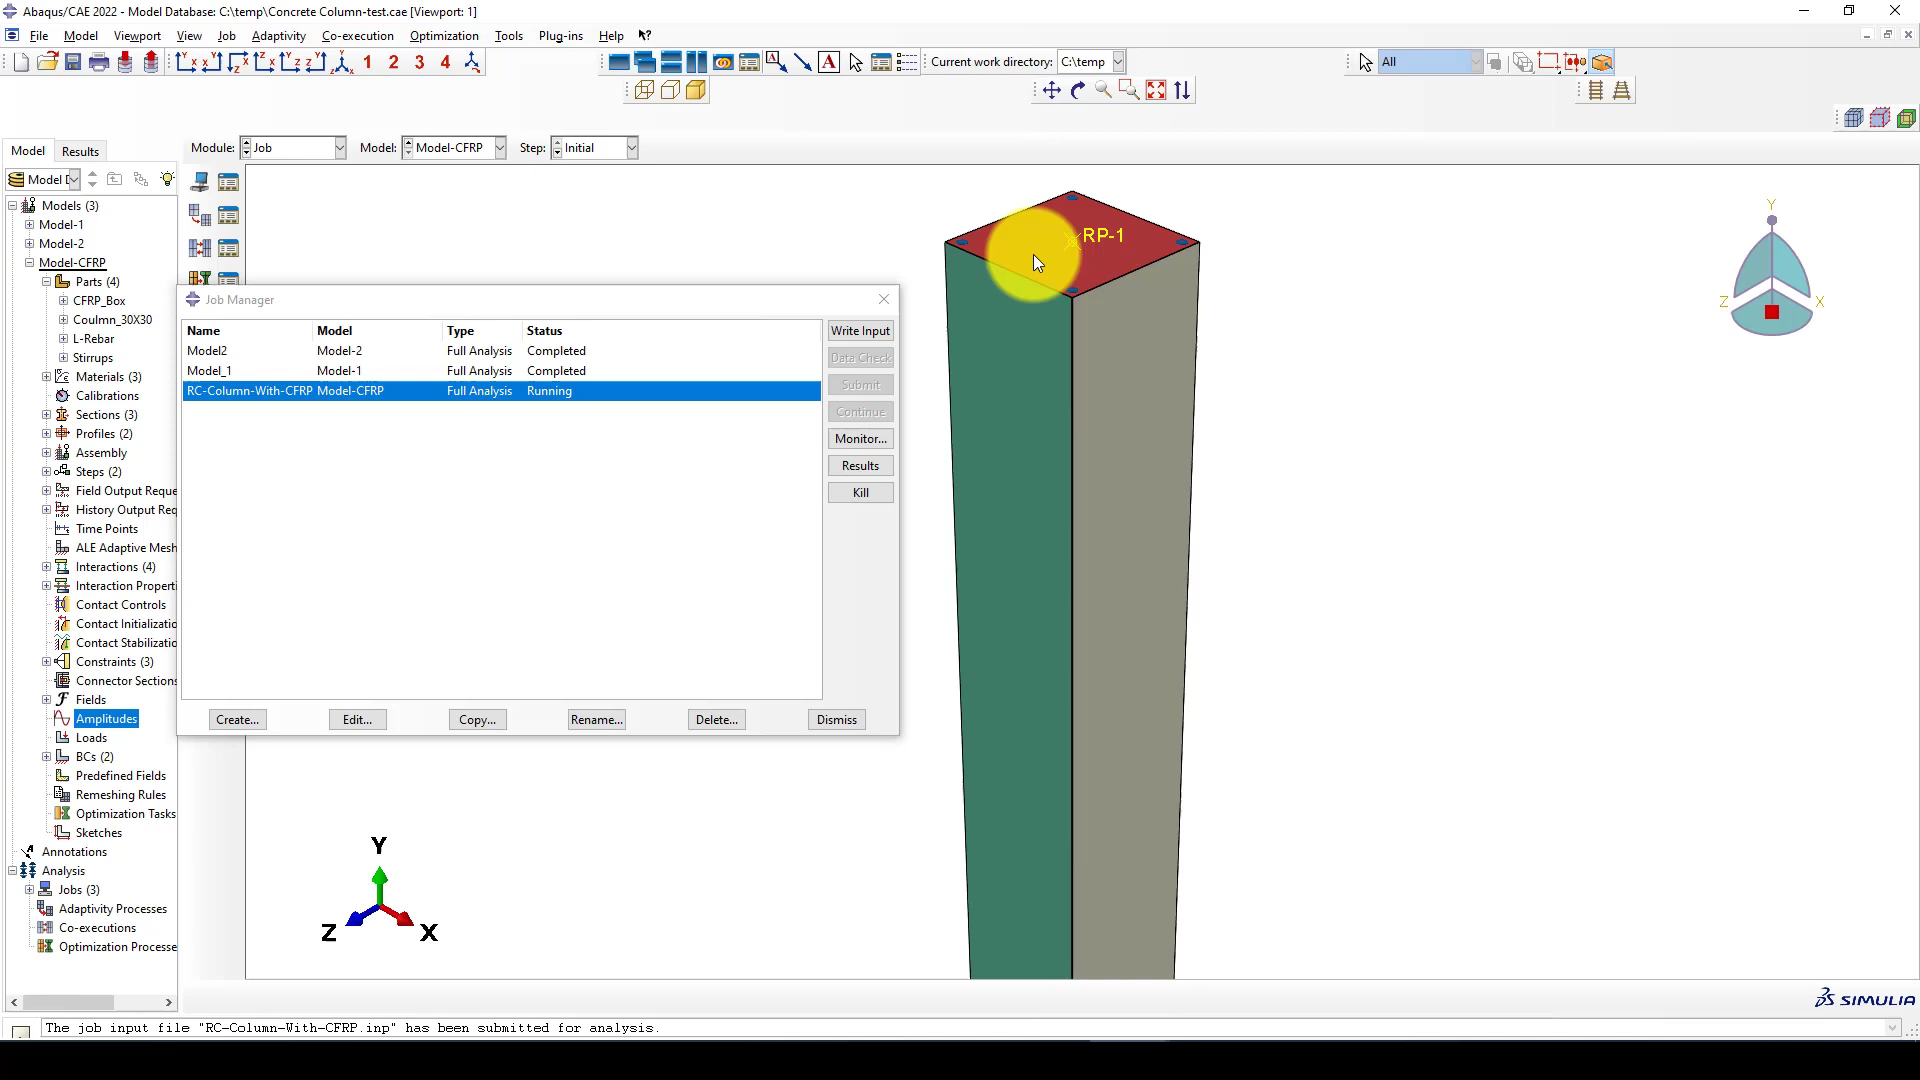 Abaqus/CAE 2022 - Model Database: C:\temp\Concrete Column-test.cae [Viewport: 1]
File Model Viewport View Job Adaptivity Co-execution Optimization Tools Plug-ins Help
1 2 3 4
Current work directory: C:\temp
All
Model Results
Module: Job Model: Model-CFRP Step: Initial
Model D
Models (3)
Model-1
Model-2
Model-CFRP
Parts (4)
CFRP_Box
Coulmn_30X30
L-Rebar
Stirrups
Materials (3)
Calibrations
Sections (3)
Profiles (2)
Assembly
Steps (2)
Field Output Reque
History Output Req
Time Points
ALE Adaptive Mesh
Interactions (4)
Interaction Properti
Contact Controls
Contact Initializatio
Contact Stabilizatio
Constraints (3)
Connector Sections
Fields
Amplitudes
Loads
BCs (2)
Predefined Fields
Remeshing Rules
Optimization Tasks
Sketches
Annotations
Analysis
Jobs (3)
Adaptivity Processes
Co-executions
Optimization Processe
Job Manager
Name Model Type Status
Model2 Model-2 Full Analysis Completed
Model_1 Model-1 Full Analysis Completed
RC-Column-With-CFRP Model-CFRP Full Analysis Running
Write Input
Data Check
Submit
Continue
Monitor...
Results
Kill
Create... Edit... Copy... Rename... Delete... Dismiss
RP-1
Y
Z X
Y
Z X
SIMULIA
The job input file "RC-Column-With-CFRP.inp" has been submitted for analysis.